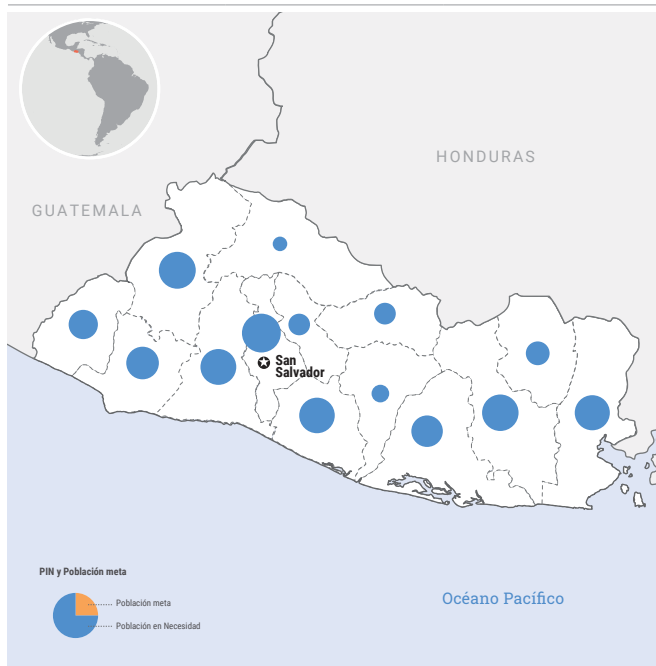 HONDURAS
GUATEMALA
San
Salvador
PIN y Población meta
Población meta
Población en Necesidad
Océano Pacífico